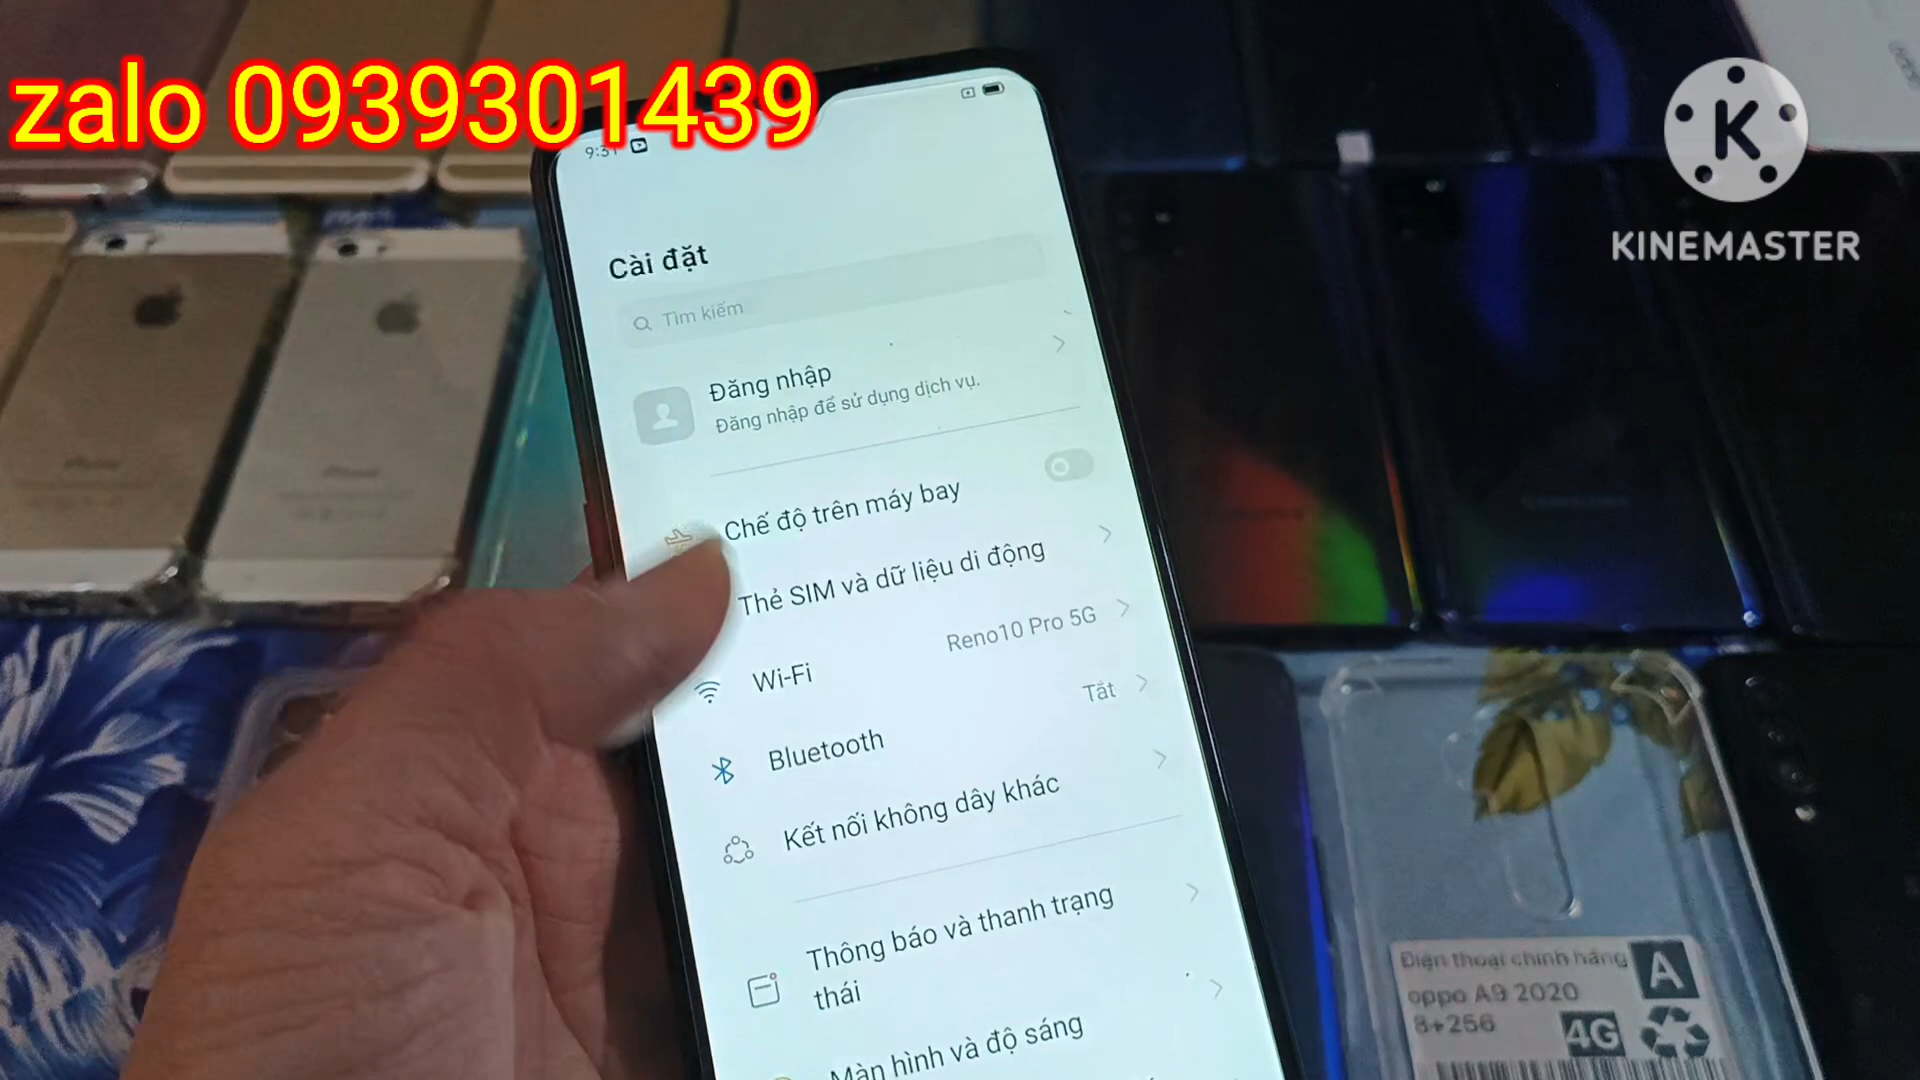 zalo 0939301439
KINEMASTER
9:31
Cài đặt
Tìm kiếm
Đăng nhập
Đăng nhập để sử dụng dịch vụ.
Chế độ trên máy bay
Thẻ SIM và dữ liệu di động
Wi-Fi Reno10 Pro 5G
Bluetooth Tắt
Kết nối không dây khác
Thông báo và thanh trạng
thái
Màn hình và độ sáng
Điện thoại chính hãng
A
oppo A9 2020
8+256
4G